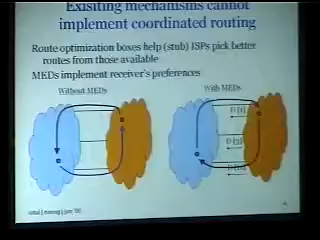 Exisiting mechanisms cannot
implement coordinated routing
Route optimization boxes help (stub) ISPs pick better
routes from those available
MEDs implement receiver's preferences
Without MEDs
With MEDs